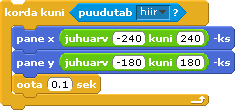 korda kuni puudutab hiir ?
pane x juhuarv -240 kuni 240 -ks
pane y juhuarv -180 kuni 180 -ks
oota 0.1 sek